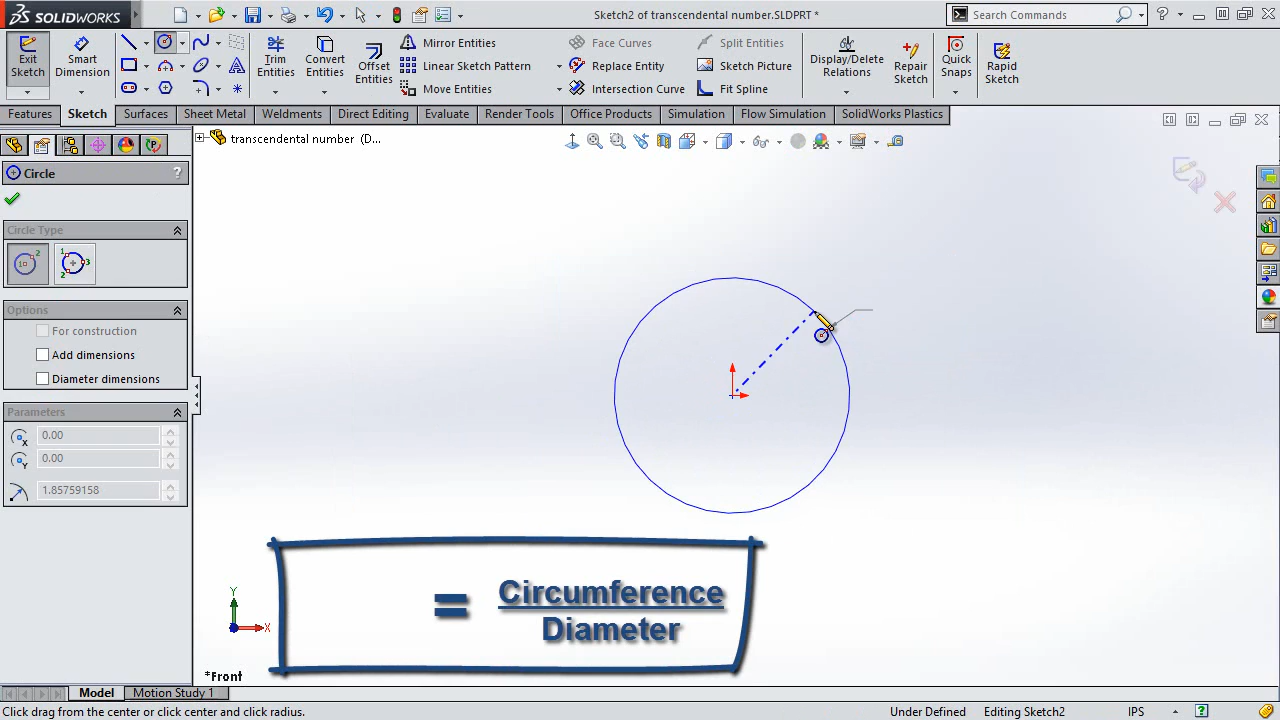 SOLIDWORKS
Sketch2 of transcendental number.SLDPRT *
Search Commands
Exit Sketch
Smart Dimension
Trim Entities
Convert Entities
Offset Entities
Mirror Entities
Linear Sketch Pattern
Move Entities
Face Curves
Replace Entity
Intersection Curve
Split Entities
Sketch Picture
Fit Spline
Display/Delete Relations
Repair Sketch
Quick Snaps
Rapid Sketch
Features
Sketch
Surfaces
Sheet Metal
Weldments
Direct Editing
Evaluate
Render Tools
Office Products
Simulation
Flow Simulation
SolidWorks Plastics
transcendental number (D...
Circle
?
Circle Type
Options
For construction
Add dimensions
Diameter dimensions
Parameters
0.00
0.00
1.85759158
= Circumference
Diameter
Y
X
*Front
Model
Motion Study 1
Click drag from the center or click center and click radius.
Under Defined
Editing Sketch2
IPS